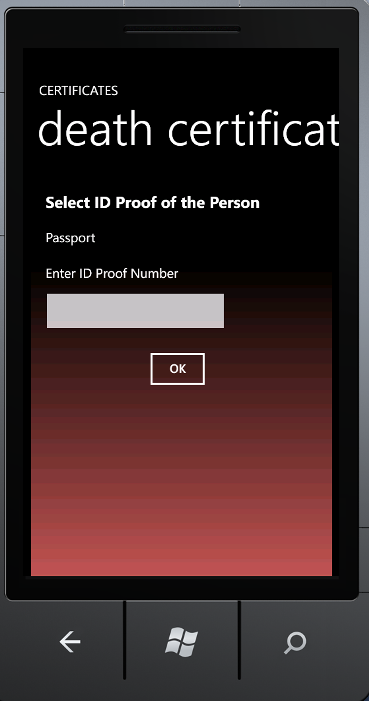 CERTIFICATES
death certificat
Select ID Proof of the Person
Passport
Enter ID Proof Number
OK